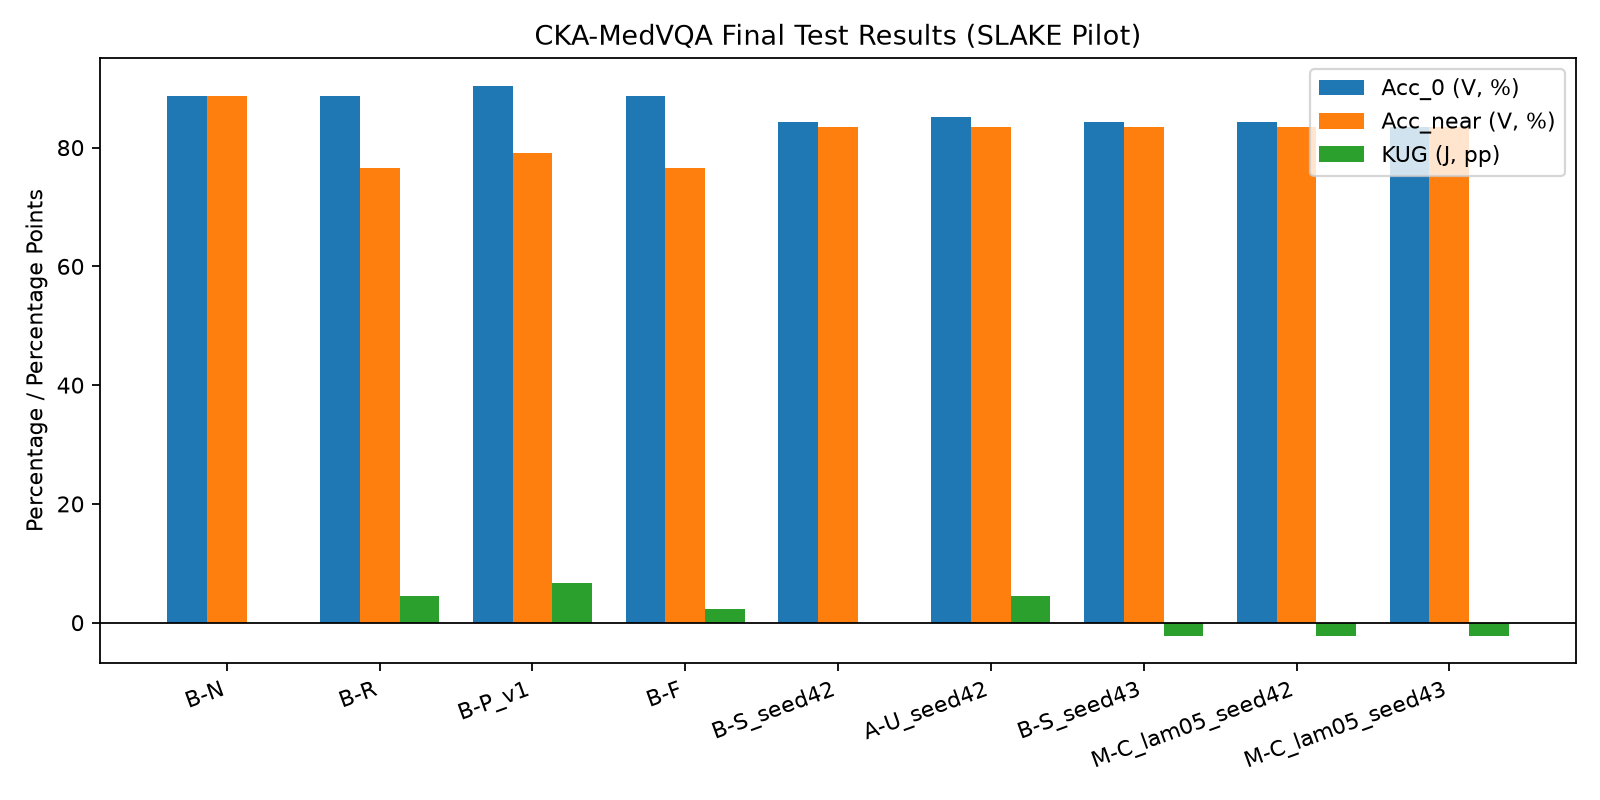 CKA-MedVQA Final Test Results (SLAKE Pilot)
Acc_0 (V, %)
Acc_near (V, %)
KUG (J, pp)
Percentage / Percentage Points
80
60
40
20
0
B-N
B-R
B-P_v1
B-F
B-S_seed42
A-U_seed42
B-S_seed43
M-C_lam05_seed42
M-C_lam05_seed43